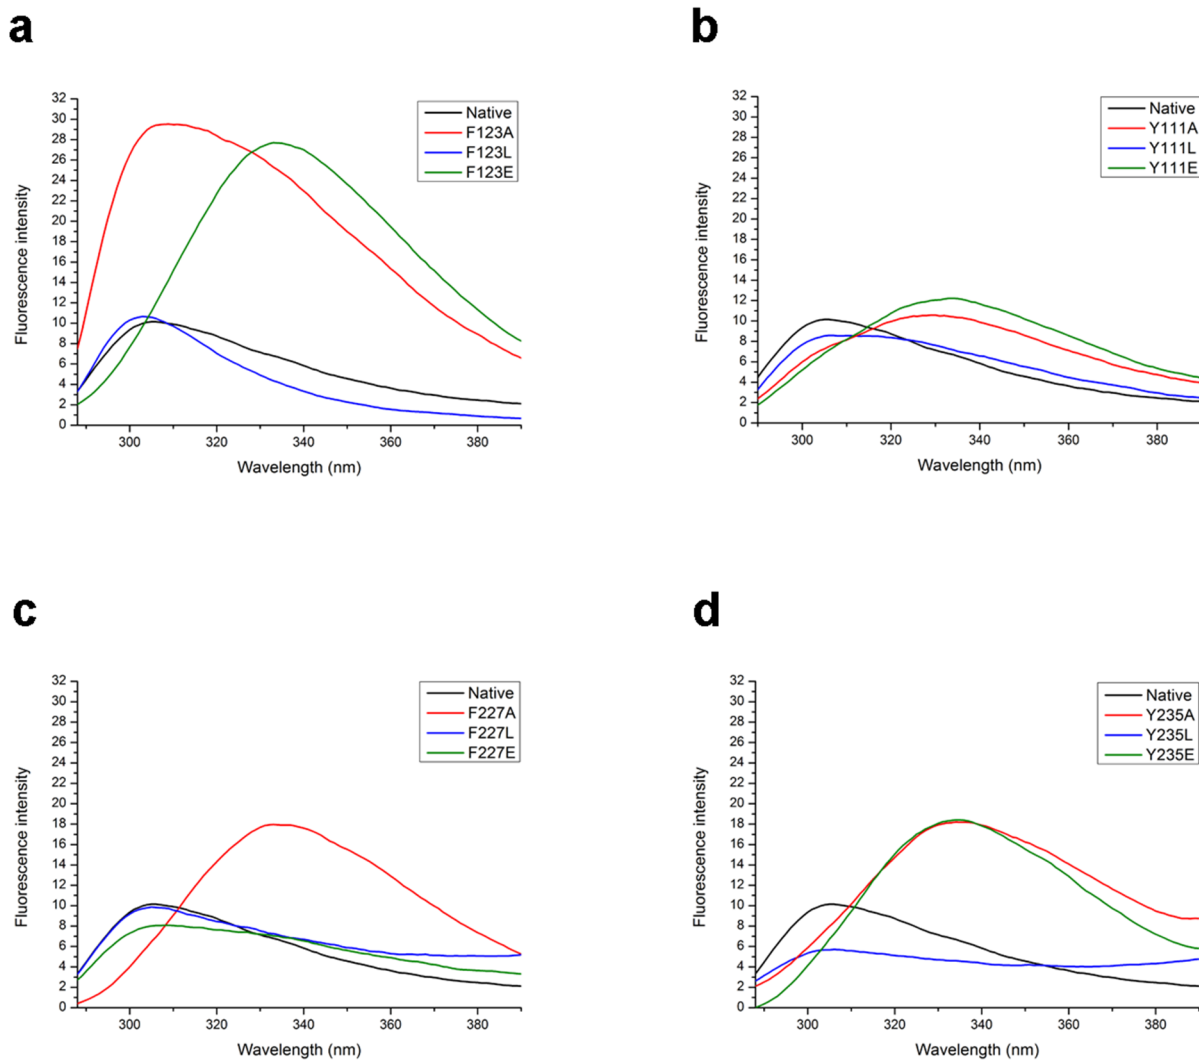 a
Fluorescence intensity
32
30
28
26
24
22
20
18
16
14
12
10
8
6
4
2
0
300 320 340 360 380
Wavelength (nm)
Native
F123A
F123L
F123E
b
Fluorescence intensity
32
30
28
26
24
22
20
18
16
14
12
10
8
6
4
2
0
300 320 340 360 380
Wavelength (nm)
Native
Y111A
Y111L
Y111E
c
Fluorescence intensity
32
30
28
26
24
22
20
18
16
14
12
10
8
6
4
2
0
300 320 340 360 380
Wavelength (nm)
Native
F227A
F227L
F227E
d
Fluorescence intensity
32
30
28
26
24
22
20
18
16
14
12
10
8
6
4
2
0
300 320 340 360 380
Wavelength (nm)
Native
Y235A
Y235L
Y235E